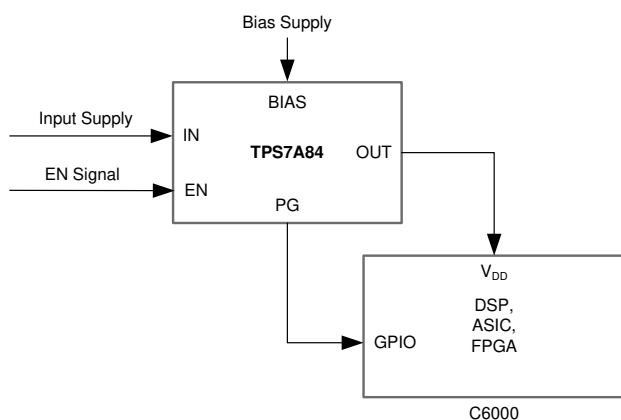 Bias Supply
BIAS
Input Supply
IN
TPS7A84
OUT
EN Signal
EN
PG
VDD
DSP,
ASIC,
FPGA
GPIO
C6000